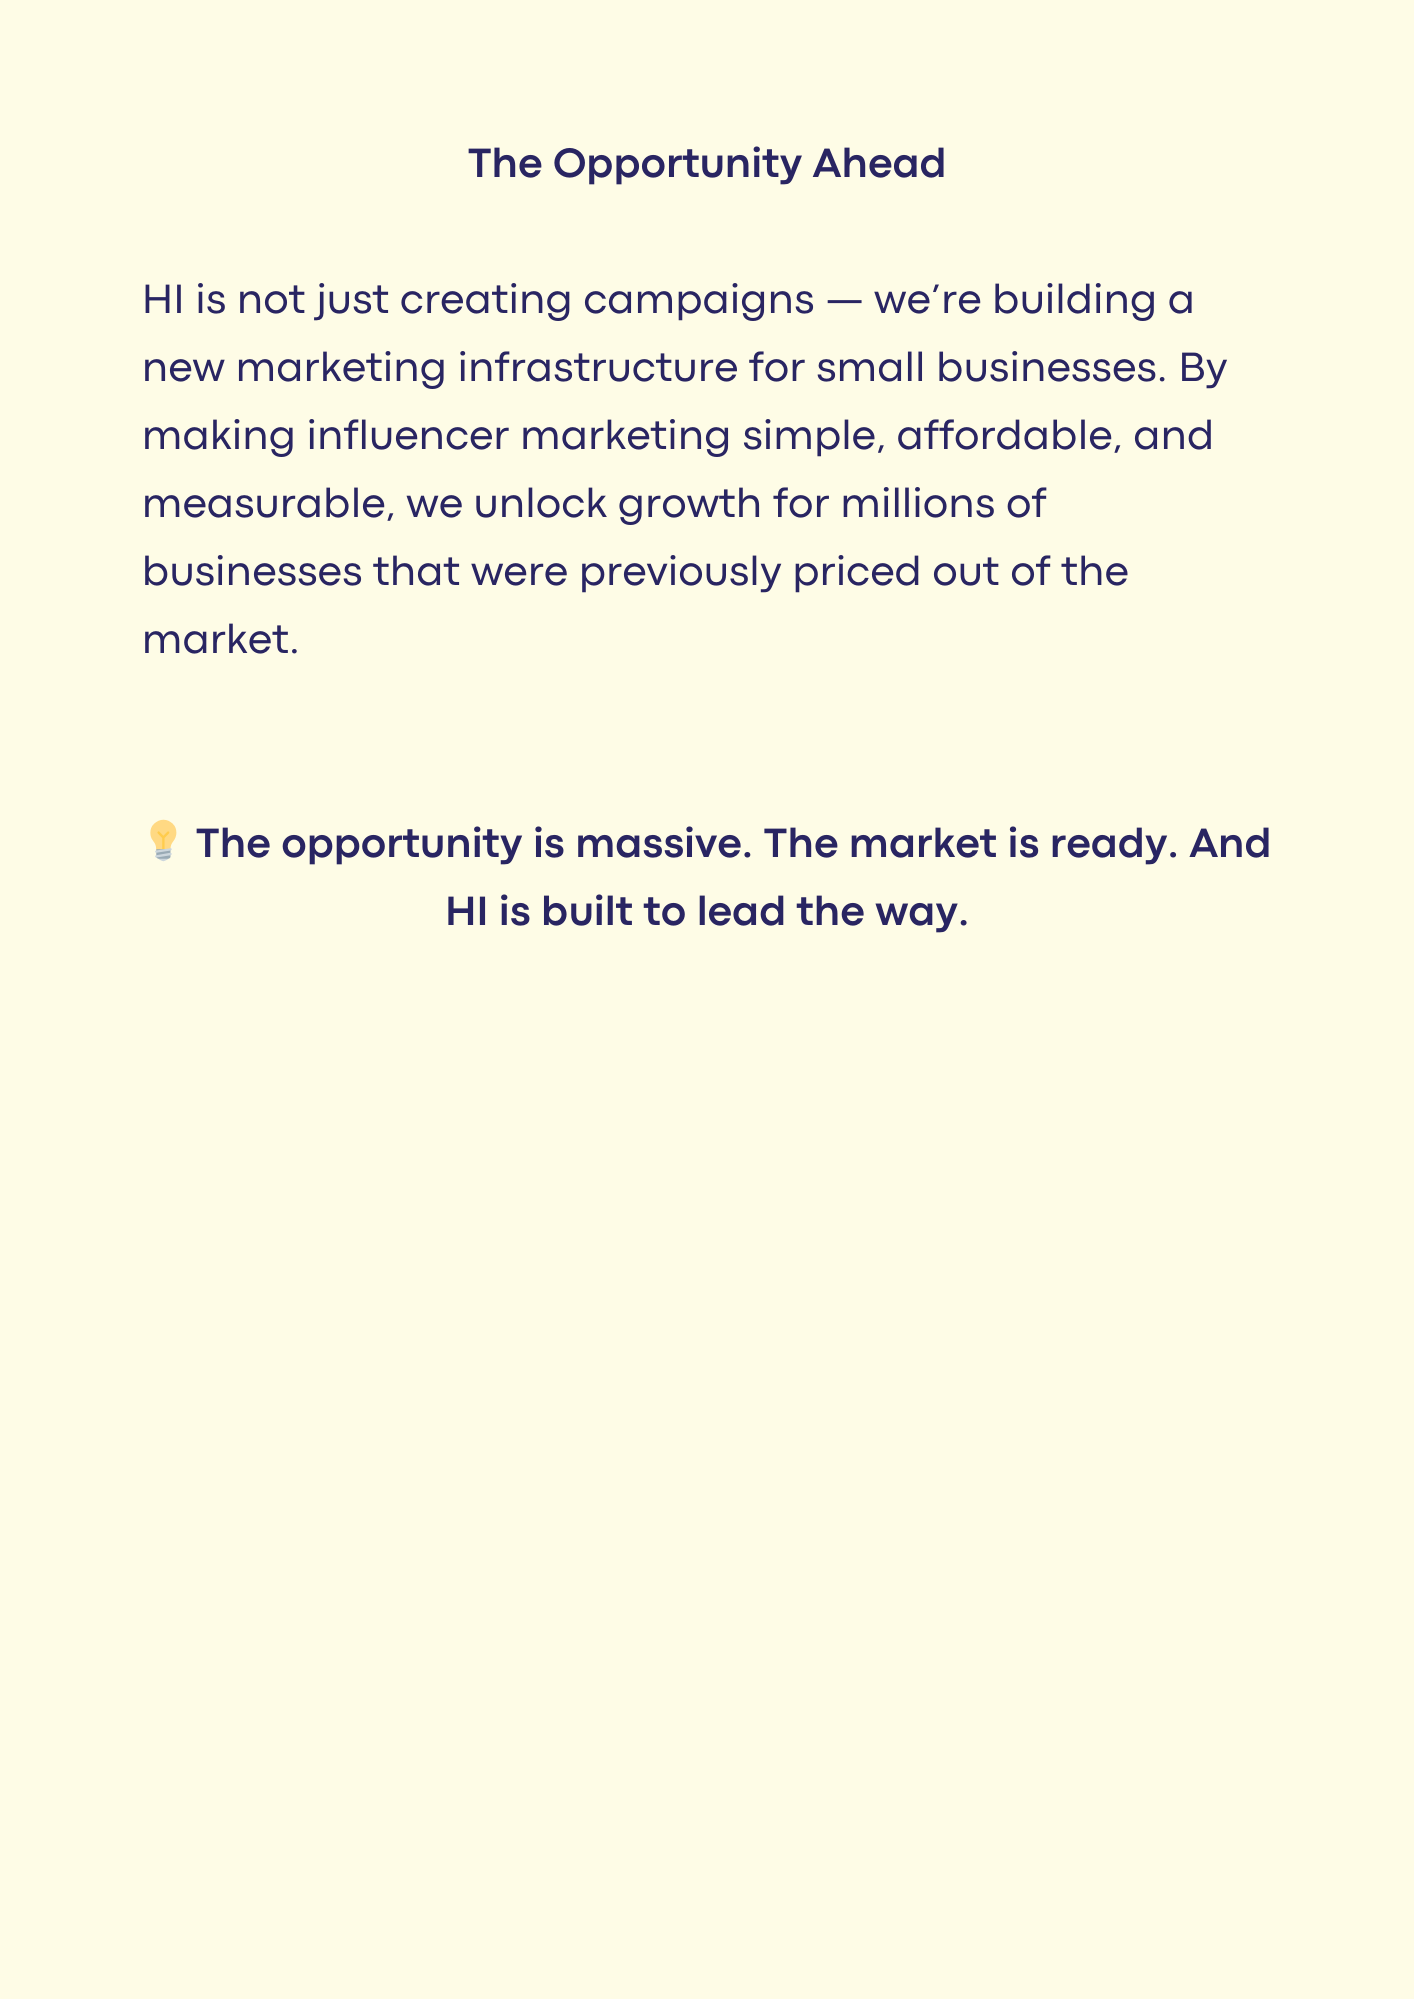 The Opportunity Ahead
HI is not just creating campaigns — we’re building a
new marketing infrastructure for small businesses. By
making influencer marketing simple, affordable, and
measurable, we unlock growth for millions of
businesses that were previously priced out of the
market.
💡 The opportunity is massive. The market is ready. And
HI is built to lead the way.